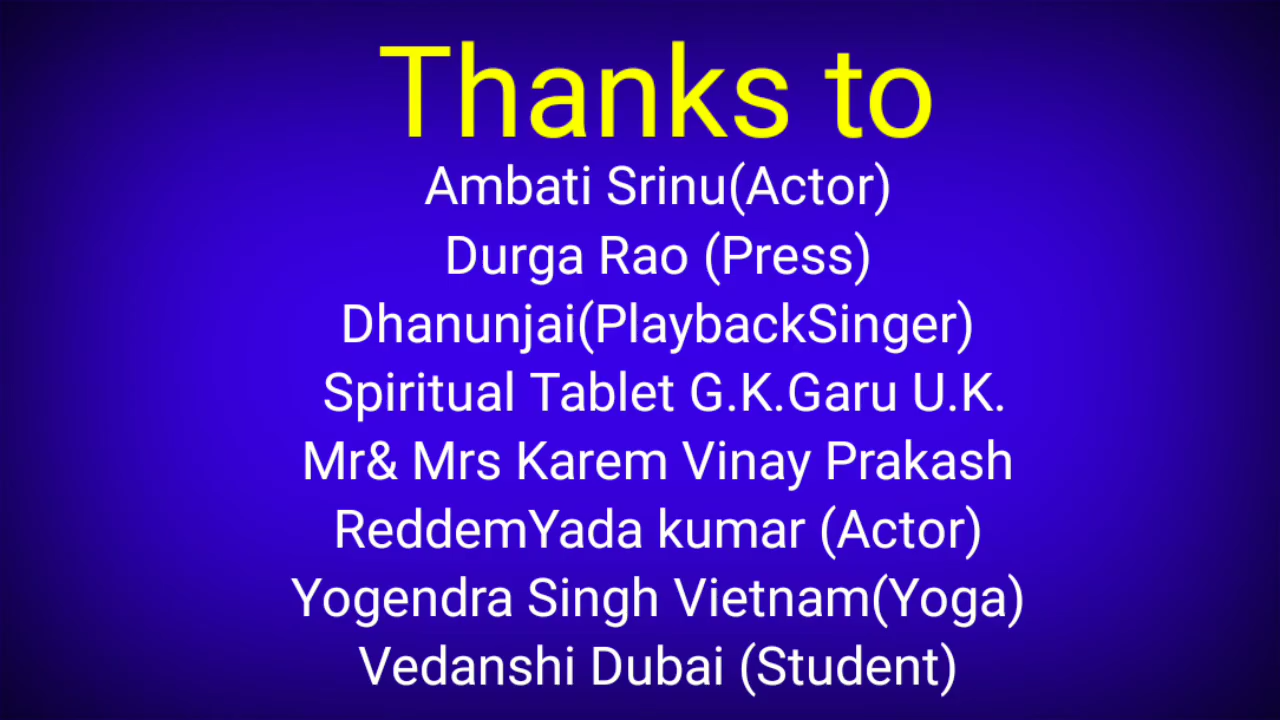 Thanks to
Ambati Srinu(Actor)
Durga Rao (Press)
Dhanunjai(PlaybackSinger)
Spiritual Tablet G.K.Garu U.K.
Mr& Mrs Karem Vinay Prakash
ReddemYada kumar (Actor)
Yogendra Singh Vietnam(Yoga)
Vedanshi Dubai (Student)